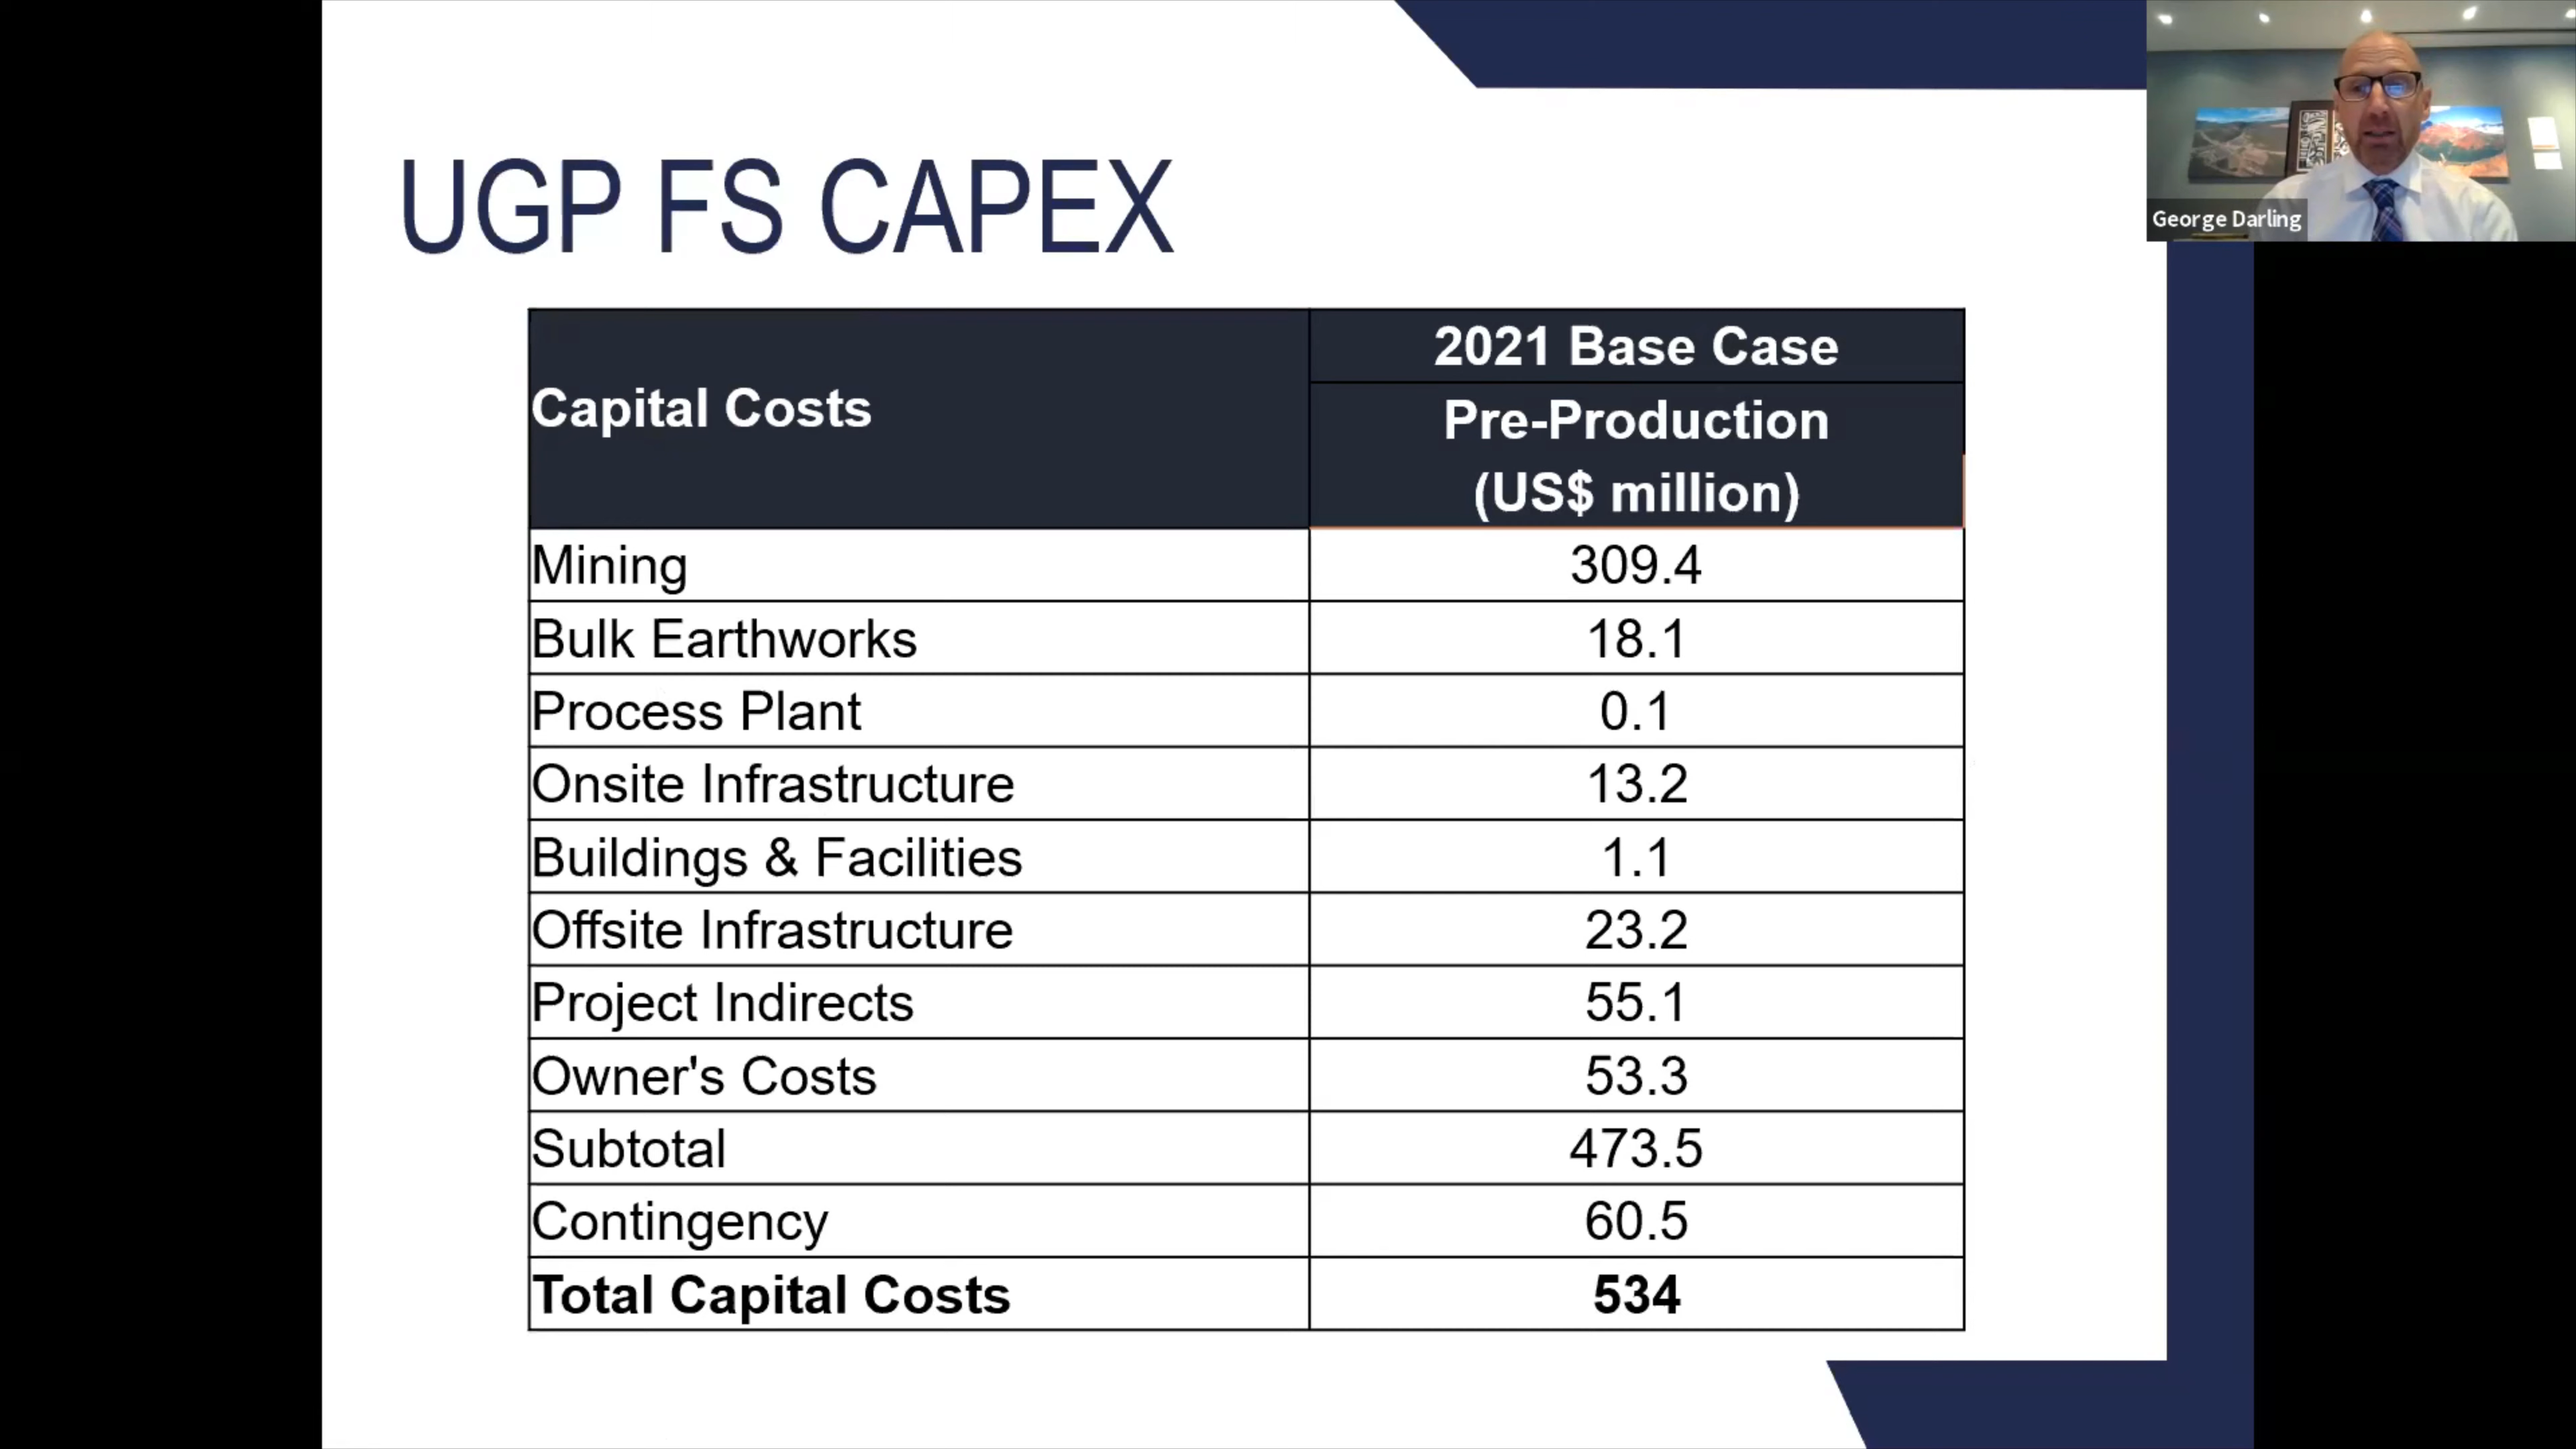 UGP FS CAPEX
George Darling
Capital Costs
2021 Base Case
Pre-Production
(US$ million)
Mining 309.4
Bulk Earthworks 18.1
Process Plant 0.1
Onsite Infrastructure 13.2
Buildings & Facilities 1.1
Offsite Infrastructure 23.2
Project Indirects 55.1
Owner's Costs 53.3
Subtotal 473.5
Contingency 60.5
Total Capital Costs 534